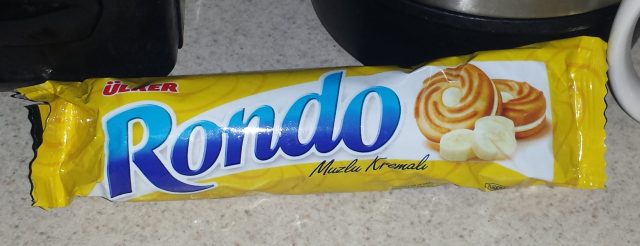 ÜLKER
Rondo
Muzlu Kremalı